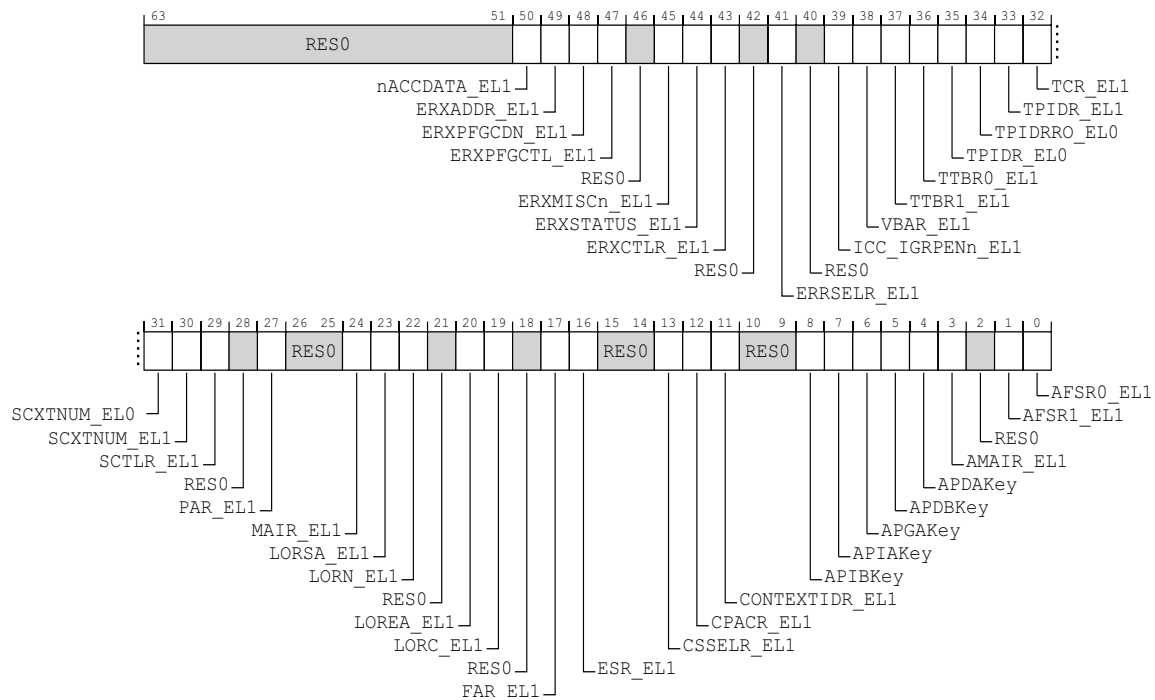 63 51 50 49 48 47 46 45 44 43 42 41 40 39 38 37 36 35 34 33 32
RES0
nACCDATA_EL1 TCR_EL1
ERXADDR_EL1 TPIDR_EL1
ERXPFGCDN_EL1 TPIDRRO_EL0
ERXPFGCTL_EL1 TPIDR_EL0
RES0 TTBR0_EL1
ERXMISCn_EL1 TTBR1_EL1
ERXSTATUS_EL1 VBAR_EL1
ERXCTLR_EL1 ICC_IGRPENn_EL1
RES0 RES0
ERRSELR_EL1
31 30 29 28 27 26 25 24 23 22 21 20 19 18 17 16 15 14 13 12 11 10 9 8 7 6 5 4 3 2 1 0
RES0 RES0 RES0
AFSR0_EL1
SCXTNUM_EL0 AFSR1_EL1
SCXTNUM_EL1 RES0
SCTLR_EL1 AMAIR_EL1
RES0 APDAKey
PAR_EL1 APDBKey
MAIR_EL1 APGAKey
LORSA_EL1 APIAKey
LORN_EL1 APIBKey
RES0 CONTEXTIDR_EL1
LOREA_EL1 CPACR_EL1
LORC_EL1 CSSELR_EL1
RES0 ESR_EL1
FAR_EL1